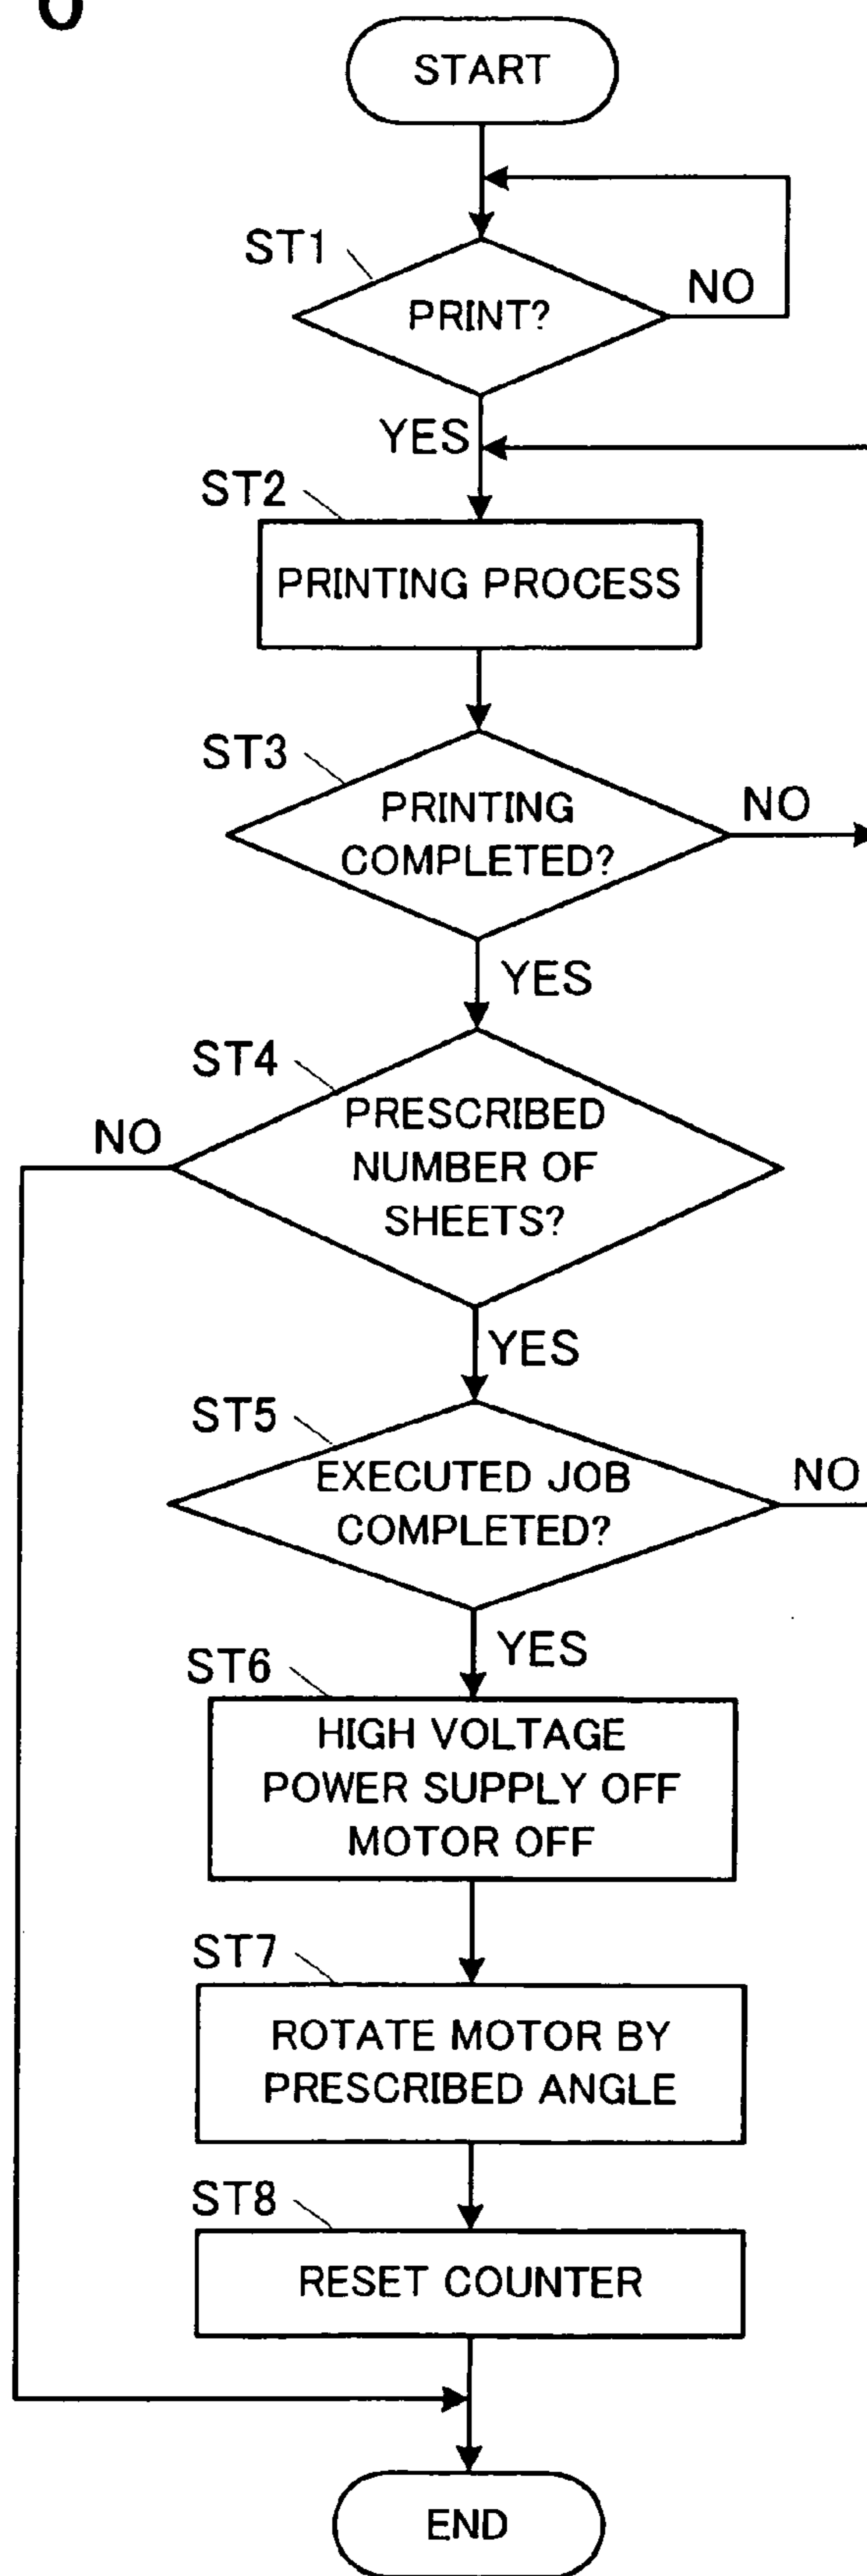 START
ST1
PRINT?
NO
YES
ST2
PRINTING PROCESS
ST3
PRINTING
COMPLETED?
NO
YES
ST4
PRESCRIBED
NUMBER OF
SHEETS?
NO
YES
ST5
EXECUTED JOB
COMPLETED?
NO
YES
ST6
HIGH VOLTAGE
POWER SUPPLY OFF
MOTOR OFF
ST7
ROTATE MOTOR BY
PRESCRIBED ANGLE
ST8
RESET COUNTER
END